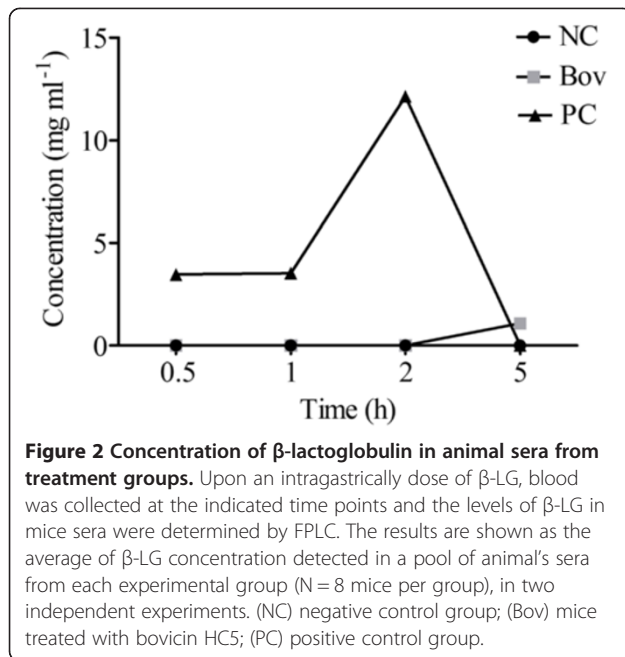 15
10
5
0
Concentration (mg ml⁻¹)
NC
Bov
PC
0.5 1 2 5
Time (h)
Figure 2 Concentration of β-lactoglobulin in animal sera from
treatment groups. Upon an intragastrically dose of β-LG, blood
was collected at the indicated time points and the levels of β-LG in
mice sera were determined by FPLC. The results are shown as the
average of β-LG concentration detected in a pool of animal's sera
from each experimental group (N = 8 mice per group), in two
independent experiments. (NC) negative control group; (Bov) mice
treated with bovicin HC5; (PC) positive control group.